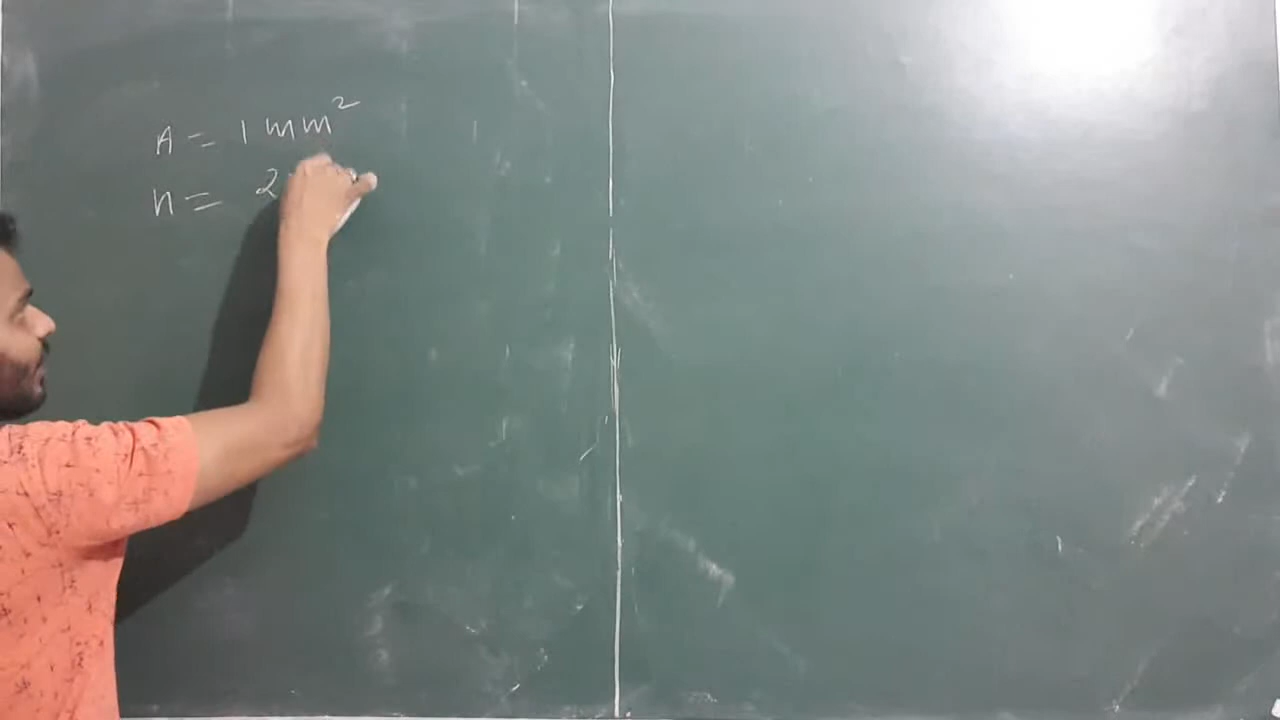 A = 1 mm²
n = 2